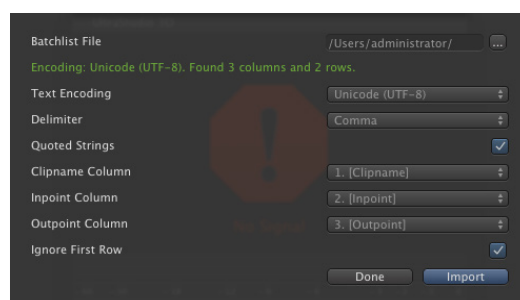 Batchlist File /Users/administrator/ ...
Encoding: Unicode (UTF-8). Found 3 columns and 2 rows.
Text Encoding Unicode (UTF-8)
Delimiter Comma
Quoted Strings
Clipname Column 1. [Clipname]
Inpoint Column 2. [Inpoint]
Outpoint Column 3. [Outpoint]
Ignore First Row
Done Import